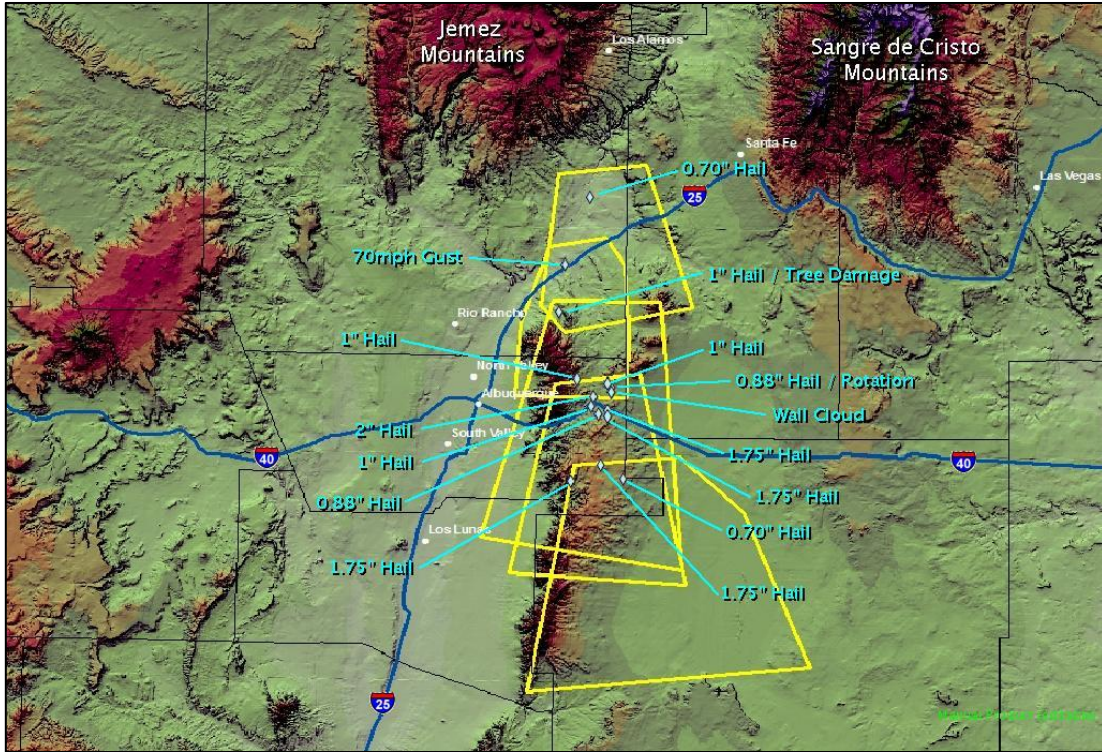 Jemez
Mountains
Los Alamos
Sangre de Cristo
Mountains
Santa Fe
0.70" Hail
Las Vegas
25
70mph Gust
1" Hail / Tree Damage
Rio Rancho
1" Hail
1" Hail
North Valley
0.88" Hail / Rotation
Albuquerque
Wall Cloud
2" Hail
South Valley
1.75" Hail
40
1" Hail
40
0.88" Hail
1.75" Hail
0.70" Hail
Los Lunas
1.75" Hail
1.75" Hail
25